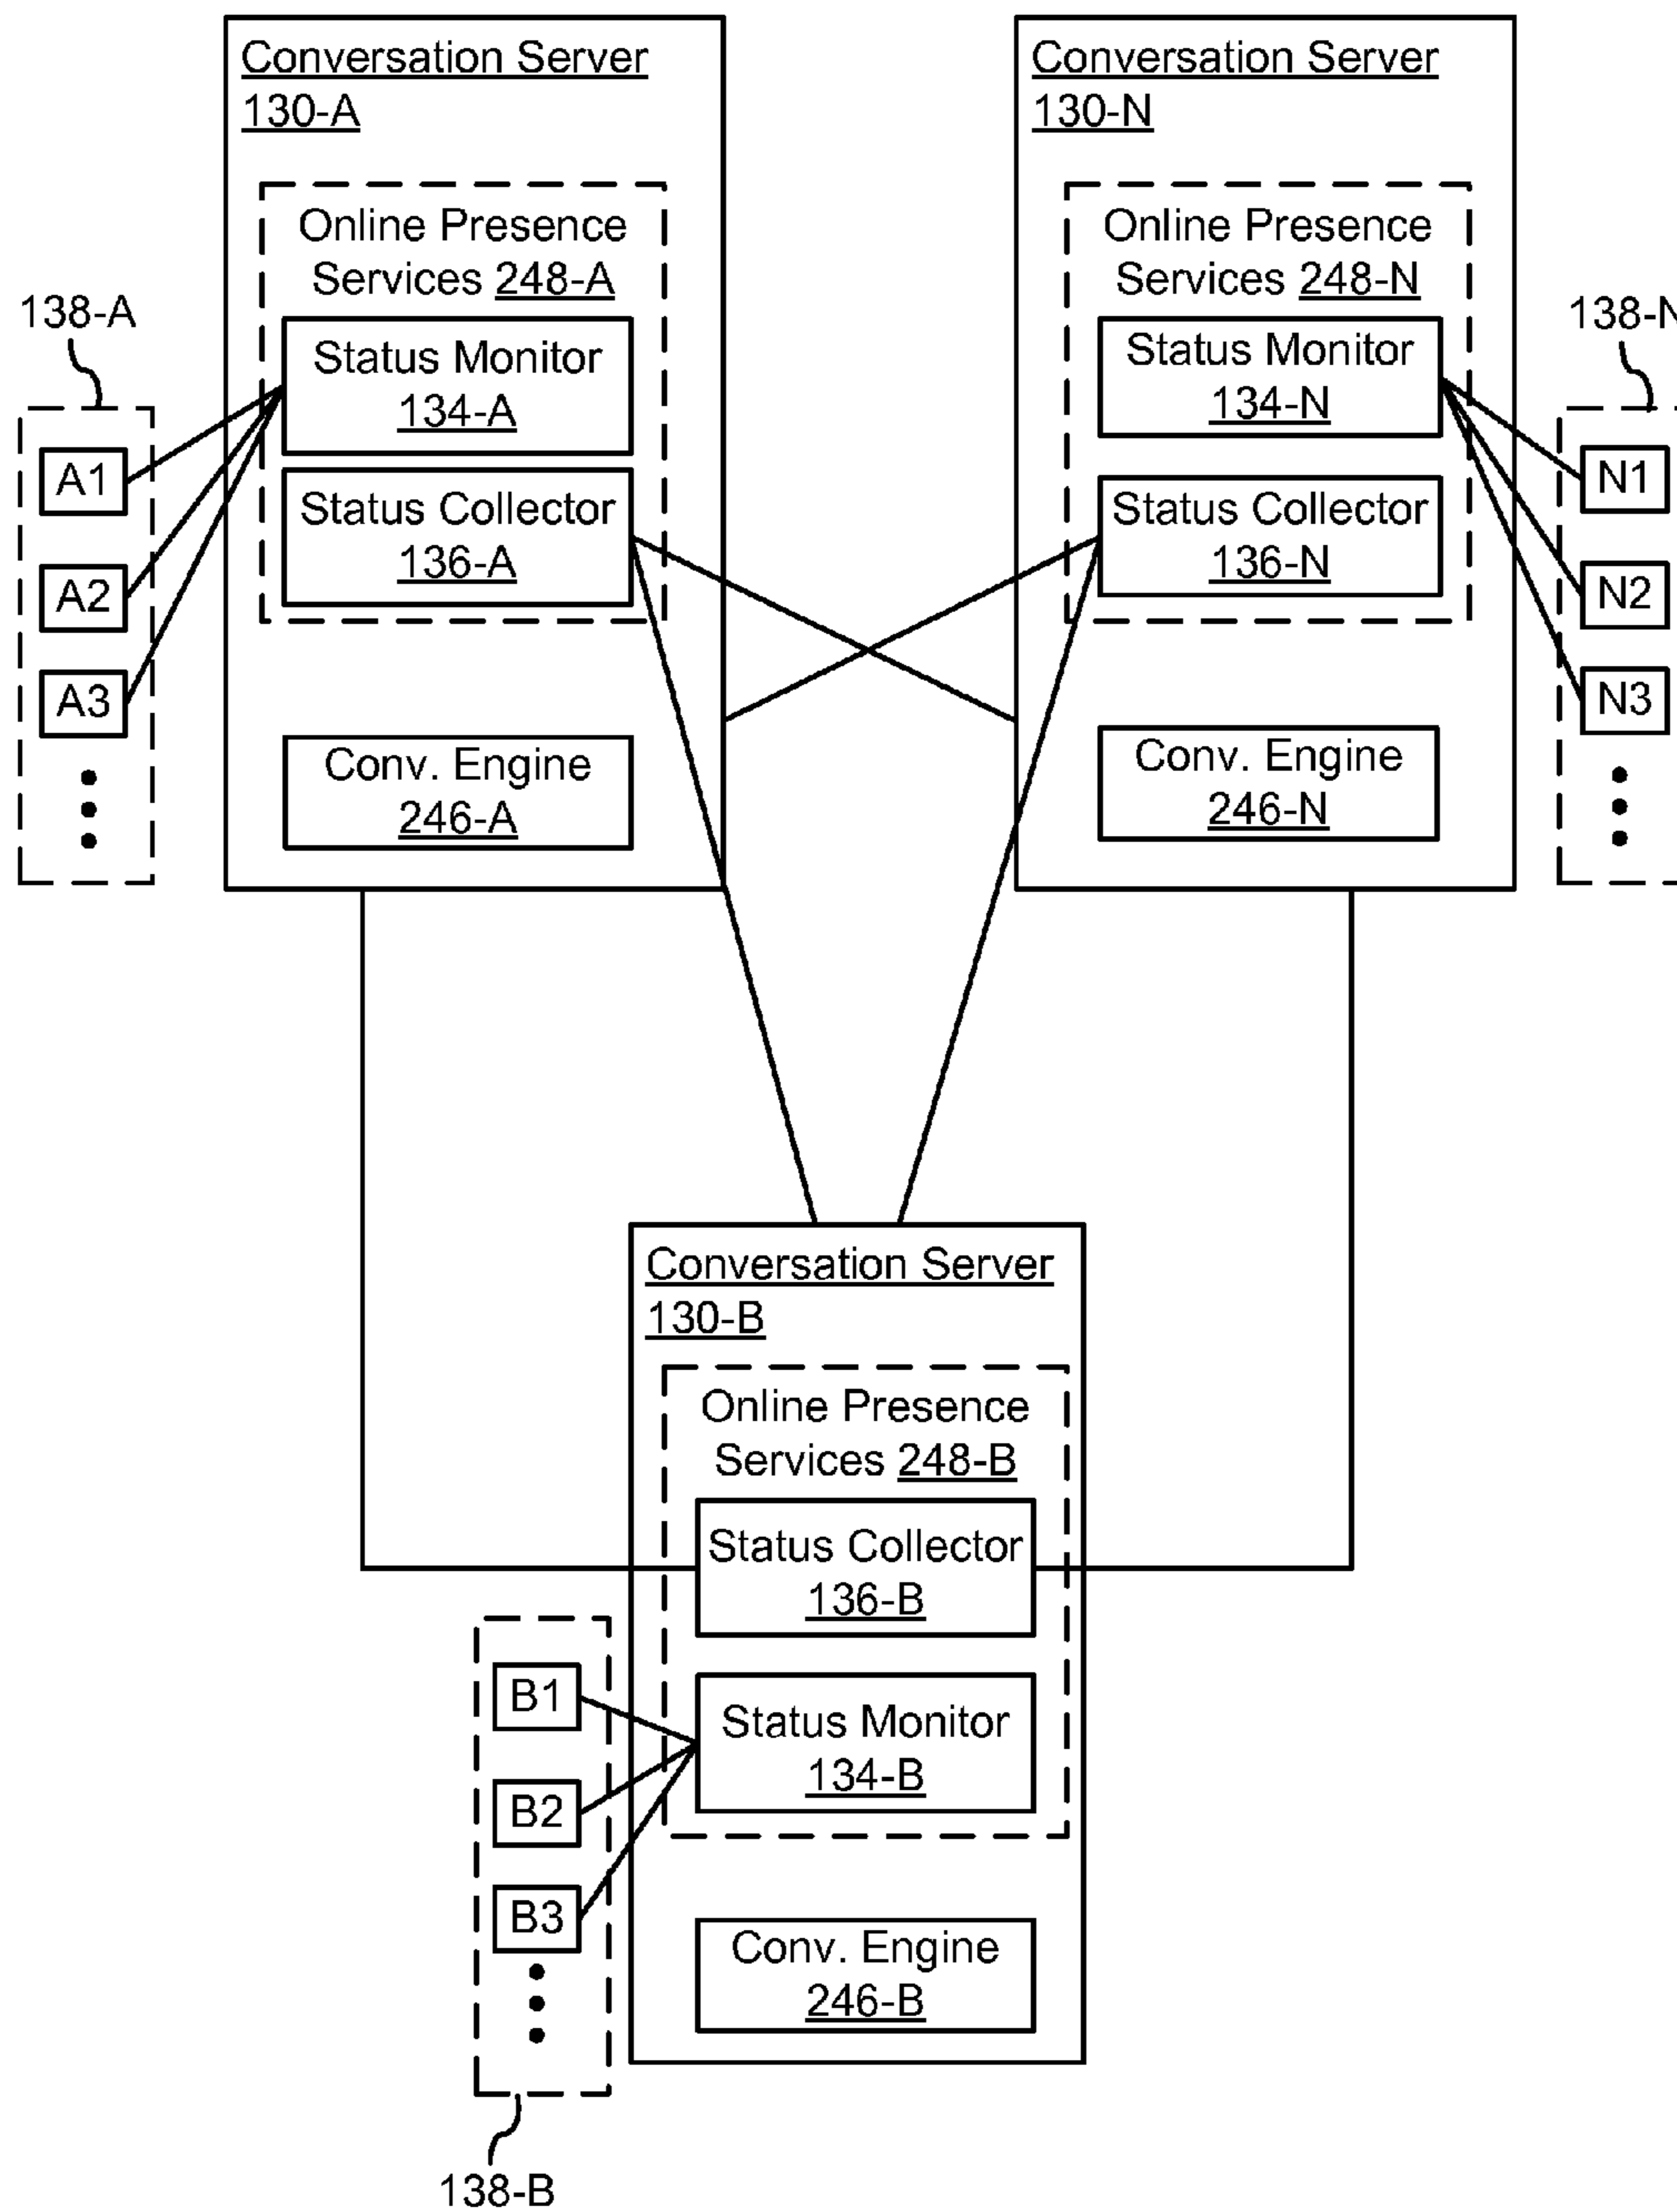 Conversation Server
130-A
Online Presence
Services 248-A
Status Monitor
134-A
Status Collector
136-A
Conv. Engine
246-A
138-A
A1
A2
A3
Conversation Server
130-N
Online Presence
Services 248-N
Status Monitor
134-N
Status Collector
136-N
Conv. Engine
246-N
138-N
N1
N2
N3
Conversation Server
130-B
Online Presence
Services 248-B
Status Collector
136-B
Status Monitor
134-B
Conv. Engine
246-B
B1
B2
B3
138-B